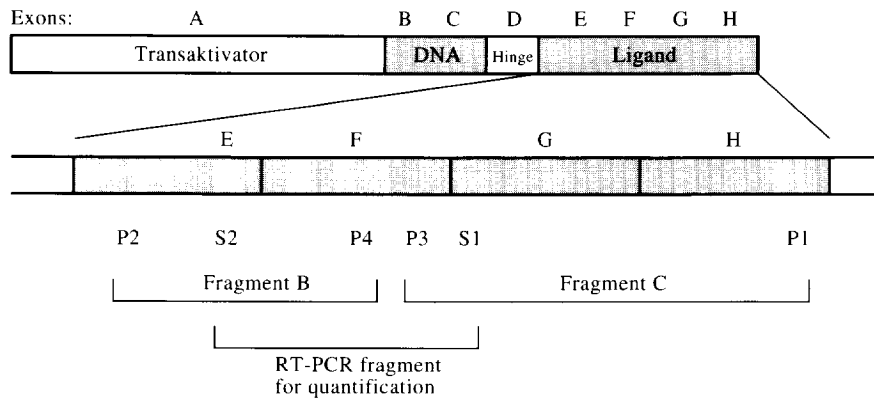 Exons: A B C D E F G H
Transaktivator DNA Hinge Ligand
E F G H
P2 S2 P4 P3 S1 P1
Fragment B Fragment C
RT-PCR fragment
for quantification